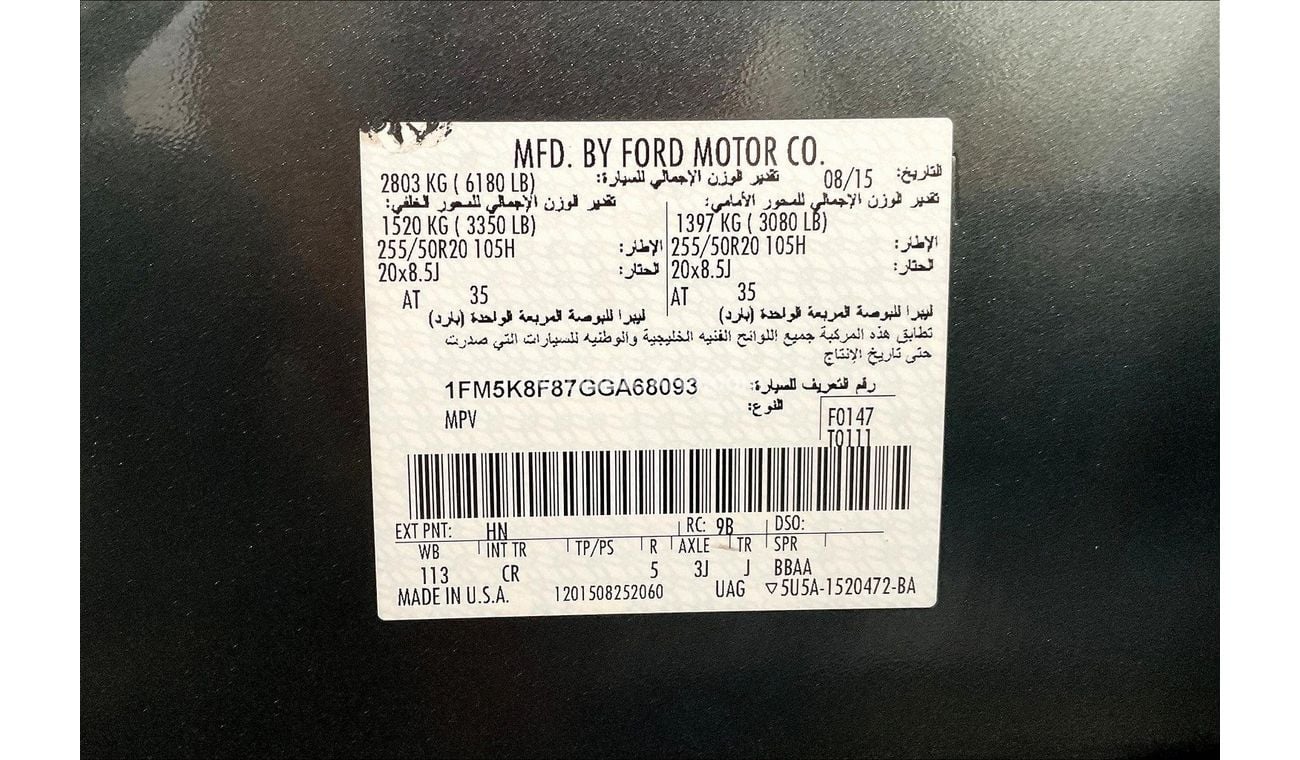 MFD. BY FORD MOTOR CO.
التاريخ: 08/15 تقدير الوزن الإجمالي للسيارة: 2803 KG ( 6180 LB)
تقدير الوزن الإجمالي للمحور الأمامي: تقدير الوزن الإجمالي للمحور الخلفي:
1397 KG ( 3080 LB) 1520 KG ( 3350 LB)
الإطار: 255/50R20 105H الإطار: 255/50R20 105H
الحتار: 20x8.5J الحتار: 20x8.5J
AT 35 AT 35
ليبرا للبوصة المربعة الواحدة (بارد) ليبرا للبوصة المربعة الواحدة (بارد)
تطابق هذه المركبة جميع اللوائح الفنيه الخليجية والوطنيه للسيارات التي صدرت
حتى تاريخ الإنتاج
رقم التعريف للسيارة: 1FM5K8F87GGA68093
النوع: MPV
F0147
T0111
EXT PNT: HN RC: 9B DSO:
WB INT TR TP/PS R AXLE TR SPR
113 CR 5 3J J BBAA
MADE IN U.S.A. 1201508252060 UAG ▽5U5A-1520472-BA